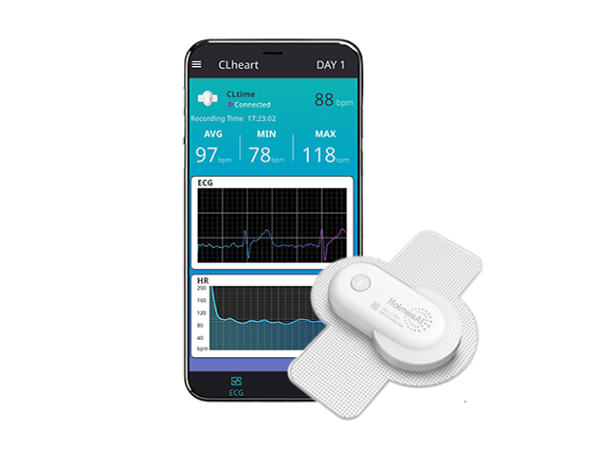 CLheart DAY 1
CLtime
Connected
88 bpm
Recording Time 17:23:02
AVG MIN MAX
97 bpm 78 bpm 118 bpm
ECG
HR
200
160
120
80
40
bpm
ECG
HolmesAI